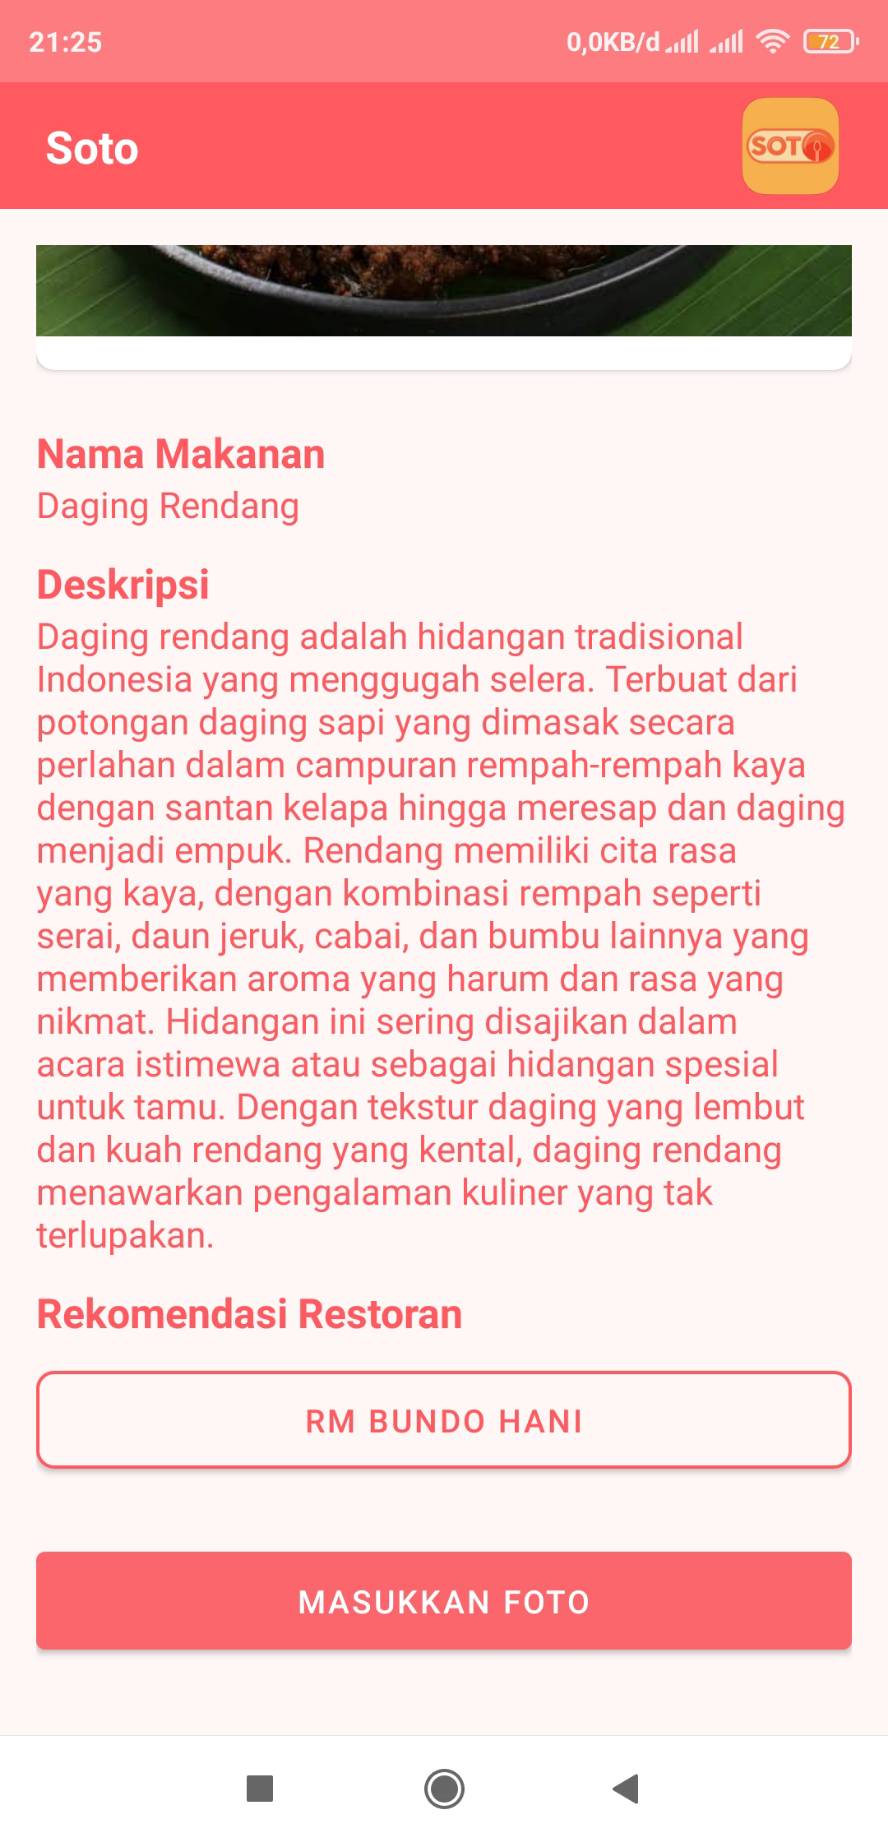 21:25
0,0KB/d
72
Soto
SOTO
Nama Makanan
Daging Rendang
Deskripsi
Daging rendang adalah hidangan tradisional
Indonesia yang menggugah selera. Terbuat dari
potongan daging sapi yang dimasak secara
perlahan dalam campuran rempah-rempah kaya
dengan santan kelapa hingga meresap dan daging
menjadi empuk. Rendang memiliki cita rasa
yang kaya, dengan kombinasi rempah seperti
serai, daun jeruk, cabai, dan bumbu lainnya yang
memberikan aroma yang harum dan rasa yang
nikmat. Hidangan ini sering disajikan dalam
acara istimewa atau sebagai hidangan spesial
untuk tamu. Dengan tekstur daging yang lembut
dan kuah rendang yang kental, daging rendang
menawarkan pengalaman kuliner yang tak
terlupakan.
Rekomendasi Restoran
RM BUNDO HANI
MASUKKAN FOTO